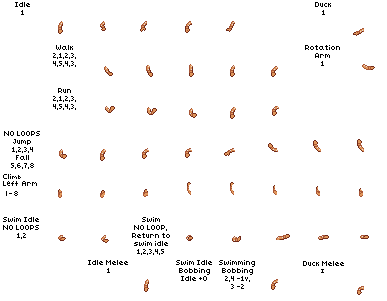 Idle
1
Duck
1
Walk
2,1,2,3,
4,5,4,3,
Rotation
Arm
1
Run
2,1,2,3,
4,5,4,3,
NO LOOPS
Jump
1,2,3,4
Fall
5,6,7,8
Climb
Left Arm
1-8
Swim Idle
NO LOOPS
1,2
Swim
NO LOOP,
Return to
swim idle
1,2,3,4,5
Swim Idle
Bobbing
Idle +0
Swimming
Bobbing
2,4 -1v,
3 -2
Idle Melee
1
Duck Melee
1